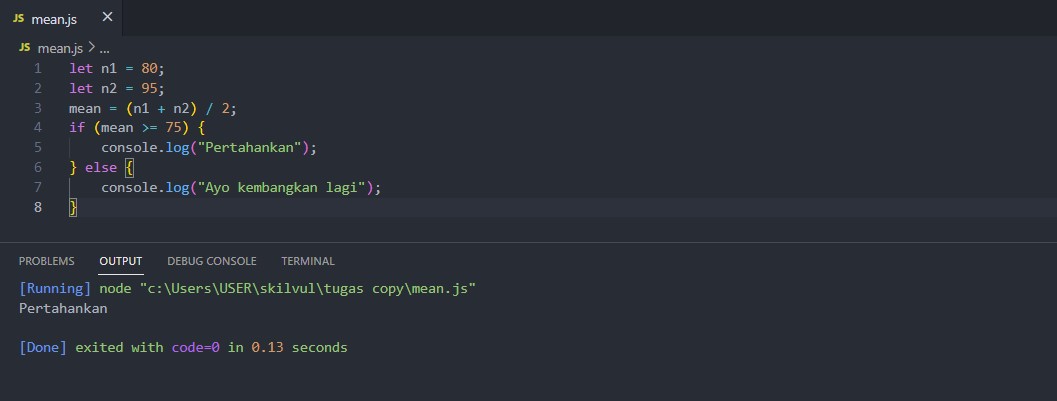 JS mean.js ×
JS mean.js > ...
1 let n1 = 80;
2 let n2 = 95;
3 mean = (n1 + n2) / 2;
4 if (mean >= 75) {
5     console.log("Pertahankan");
6 } else {
7     console.log("Ayo kembangkan lagi");
8 }
PROBLEMS OUTPUT DEBUG CONSOLE TERMINAL
[Running] node "c:\Users\USER\skilvul\tugas copy\mean.js"
Pertahankan
[Done] exited with code=0 in 0.13 seconds